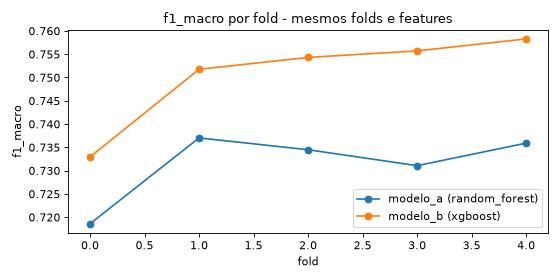 f1_macro por fold - mesmos folds e features
0.760
0.755
0.750
0.745
0.740
0.735
0.730
0.725
0.720
f1_macro
modelo_a (random_forest)
modelo_b (xgboost)
0.0 0.5 1.0 1.5 2.0 2.5 3.0 3.5 4.0
fold